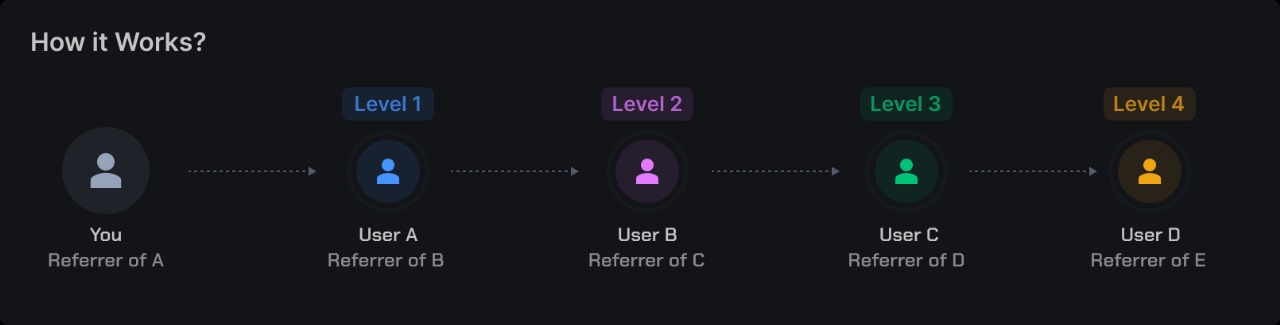 How it Works?
Level 1
Level 2
Level 3
Level 4
You
User A
User B
User C
User D
Referrer of A
Referrer of B
Referrer of C
Referrer of D
Referrer of E